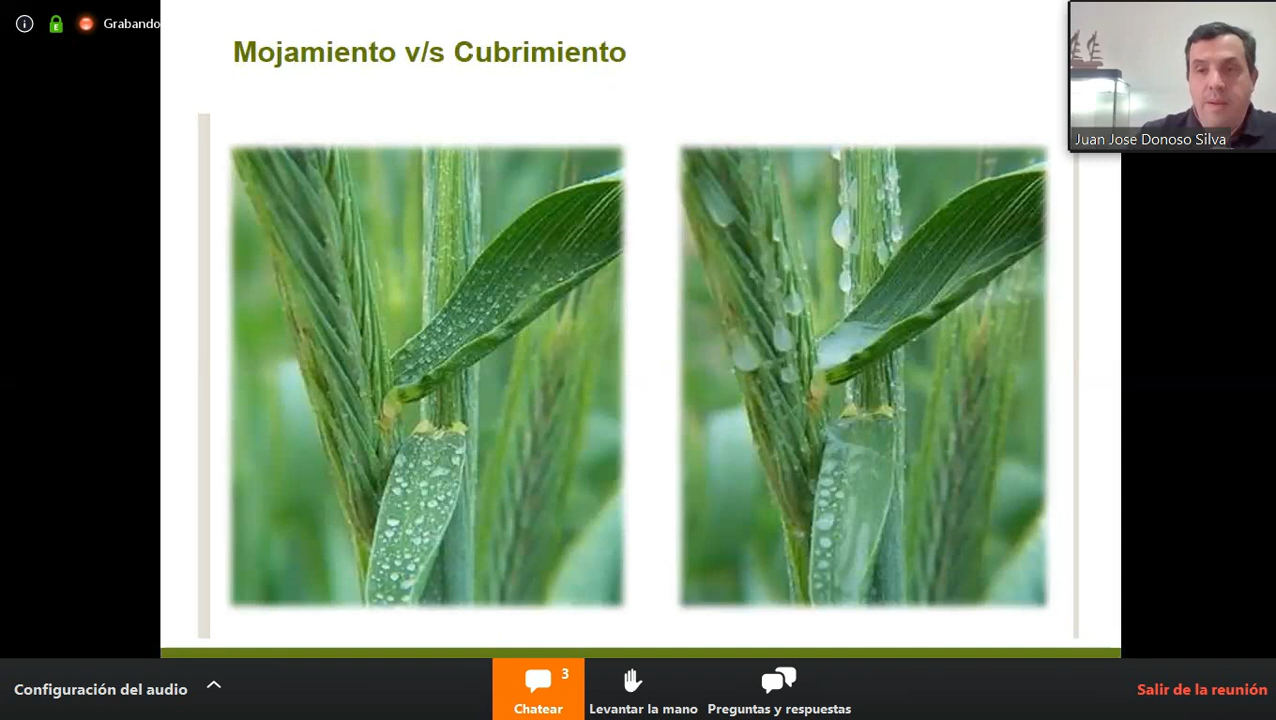 Grabando
Mojamiento v/s Cubrimiento
Juan Jose Donoso Silva
Configuración del audio
3
Chatear
Levantar la mano
Preguntas y respuestas
Salir de la reunión